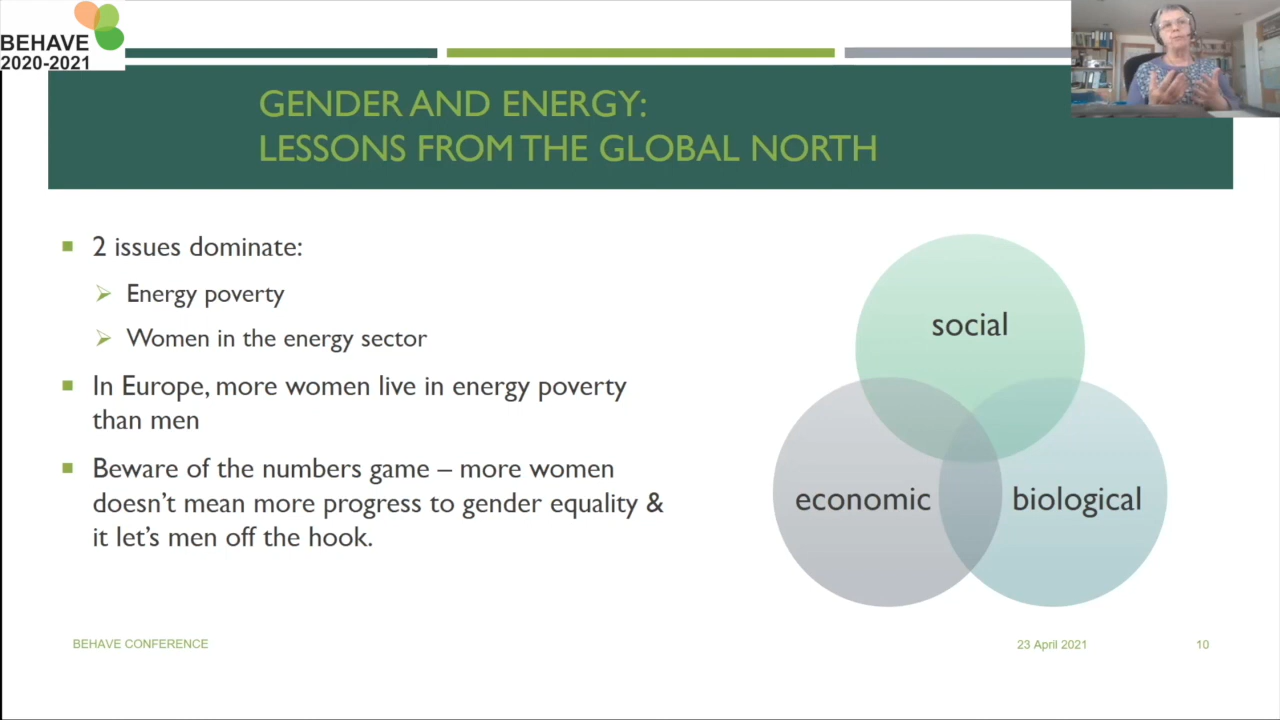 BEHAVE
2020-2021
GENDER AND ENERGY:
LESSONS FROM THE GLOBAL NORTH
2 issues dominate:
Energy poverty
Women in the energy sector
In Europe, more women live in energy poverty
than men
Beware of the numbers game – more women
doesn't mean more progress to gender equality &
it let's men off the hook.
social
economic
biological
BEHAVE CONFERENCE
23 April 2021
10